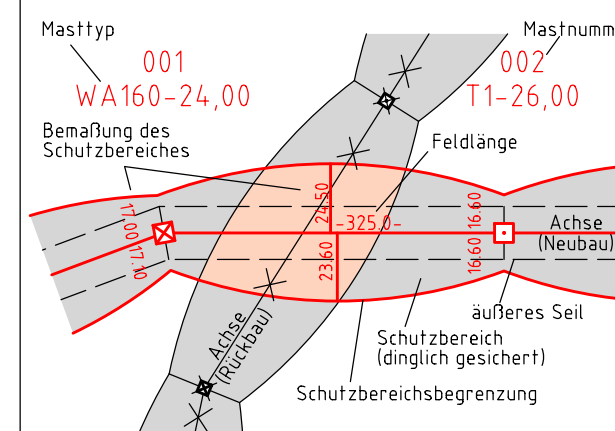 Masttyp
Mastnumm
001
002
WA160-24,00
T1-26,00
Bemaßung des
Schutzbereiches
Feldlänge
17.00
17.10
24.50
-325.0-
23.60
16.60
16.60
Achse
(Neubau)
Achse
(Rückbau)
äußeres Seil
Schutzbereich
(dinglich gesichert)
Schutzbereichsbegrenzung